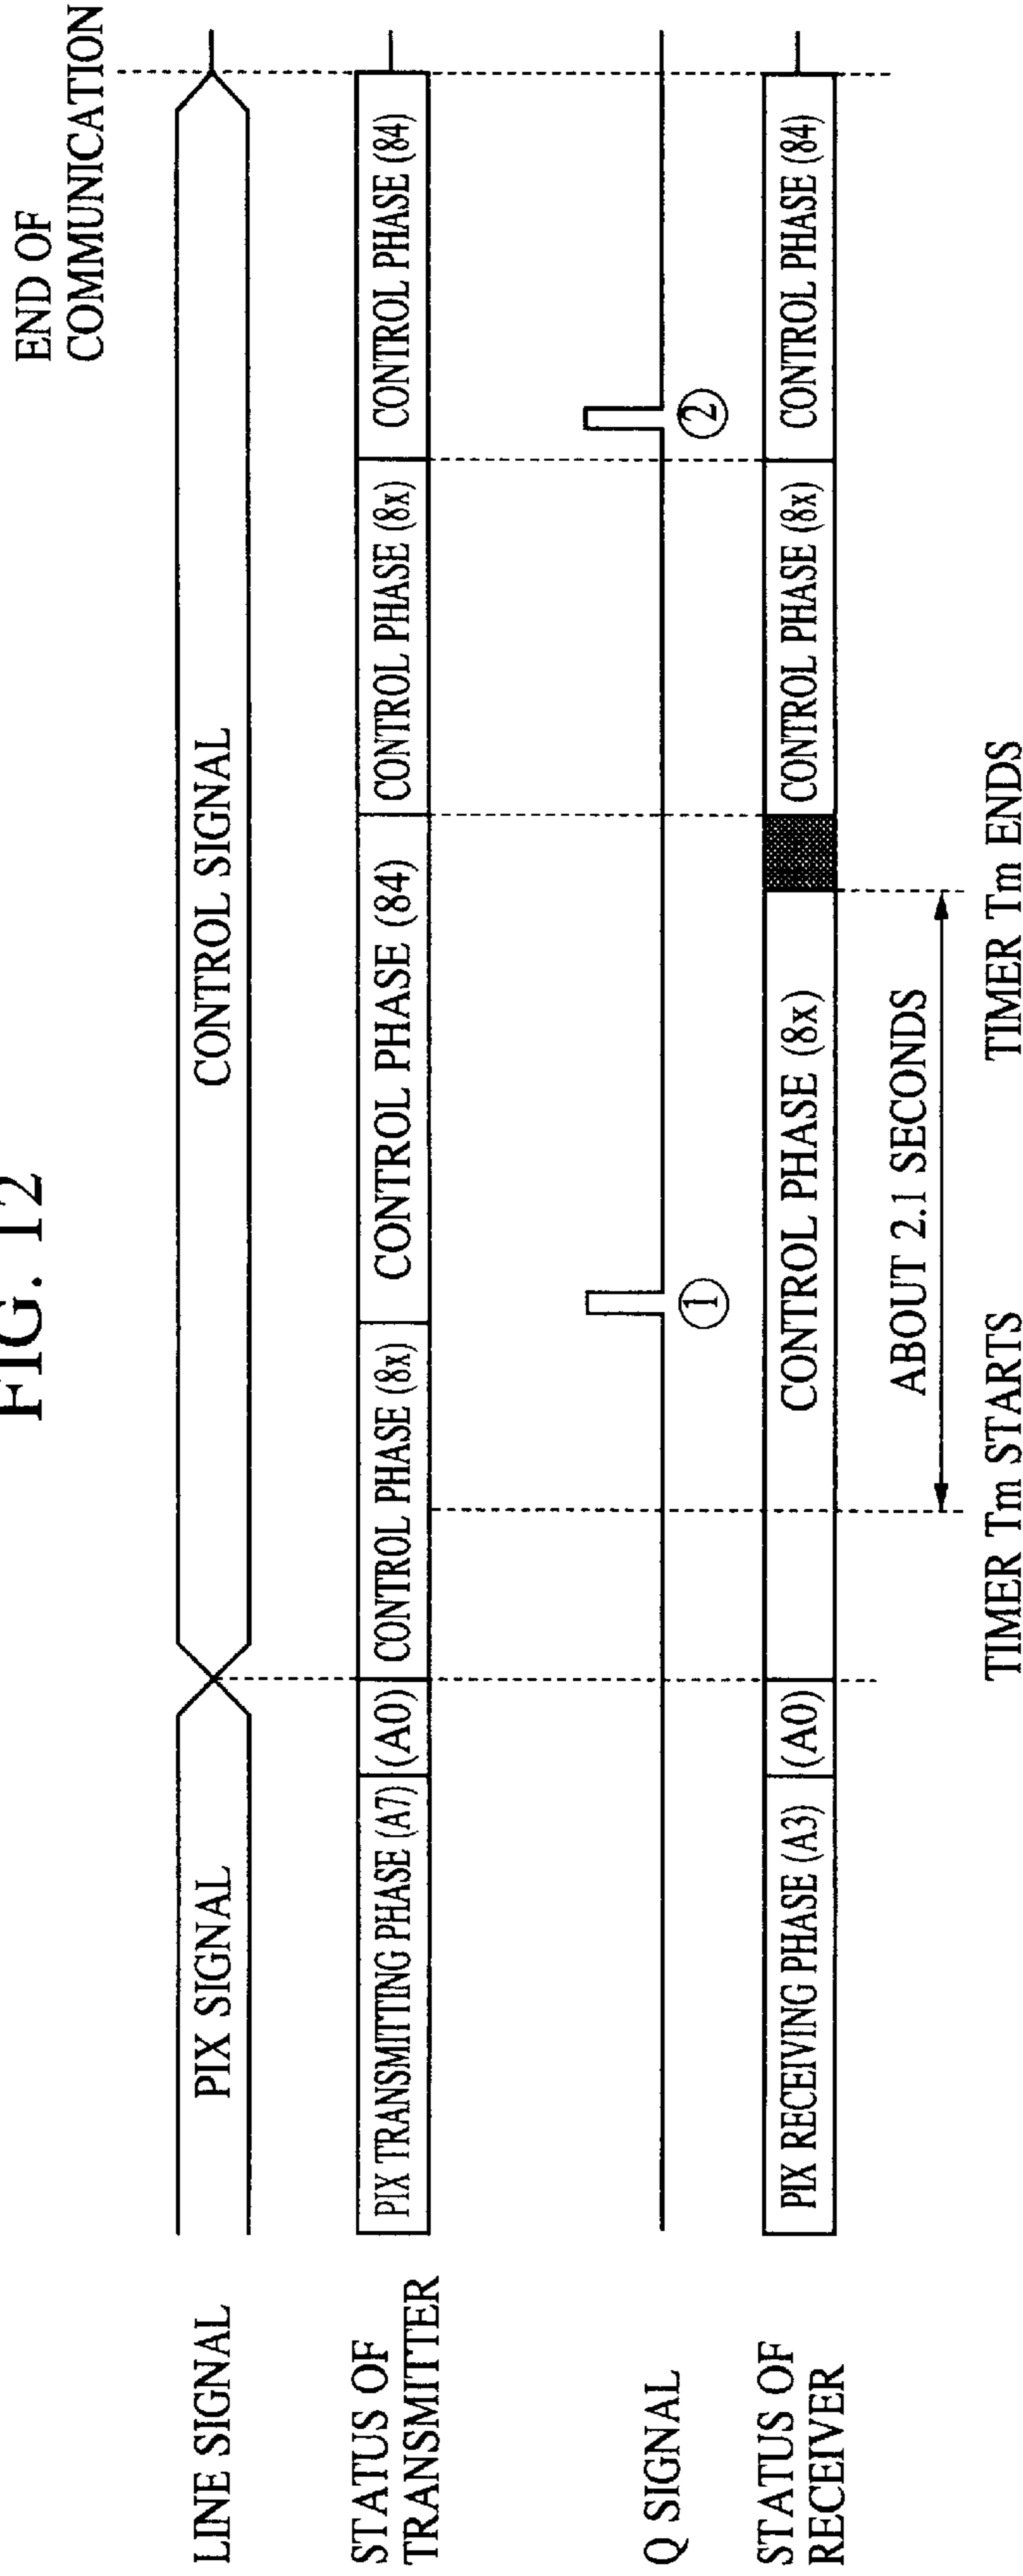 FIG. 12
END OF
COMMUNICATION
LINE SIGNAL
PIX SIGNAL
CONTROL SIGNAL
STATUS OF
TRANSMITTER
PIX TRANSMITTING PHASE (A7)
(A0)
CONTROL PHASE (8x)
CONTROL PHASE (84)
CONTROL PHASE (8x)
CONTROL PHASE (84)
Q SIGNAL
①
②
STATUS OF
RECEIVER
PIX RECEIVING PHASE (A3)
(A0)
CONTROL PHASE (8x)
CONTROL PHASE (8x)
CONTROL PHASE (84)
ABOUT 2.1 SECONDS
TIMER Tm STARTS
TIMER Tm ENDS